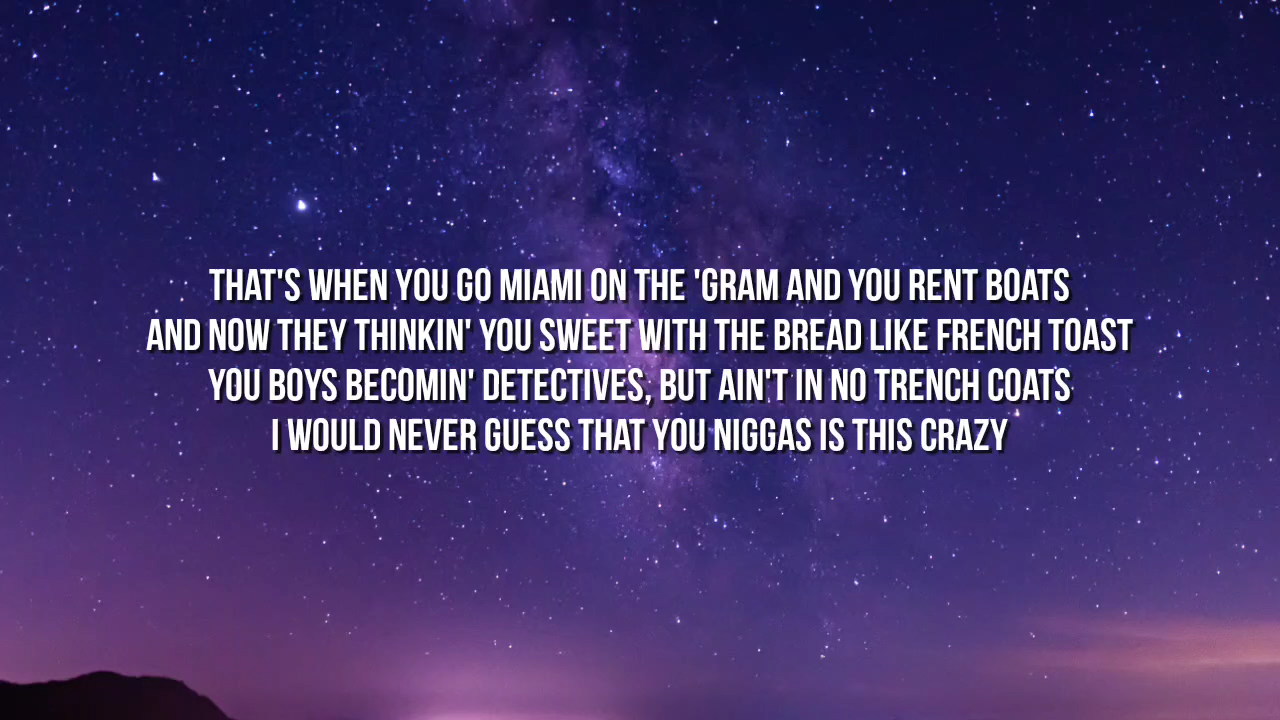 THAT'S WHEN YOU GO MIAMI ON THE 'GRAM AND YOU RENT BOATS
AND NOW THEY THINKIN' YOU SWEET WITH THE BREAD LIKE FRENCH TOAST
YOU BOYS BECOMIN' DETECTIVES, BUT AIN'T IN NO TRENCH COATS
I WOULD NEVER GUESS THAT YOU NIGGAS IS THIS CRAZY